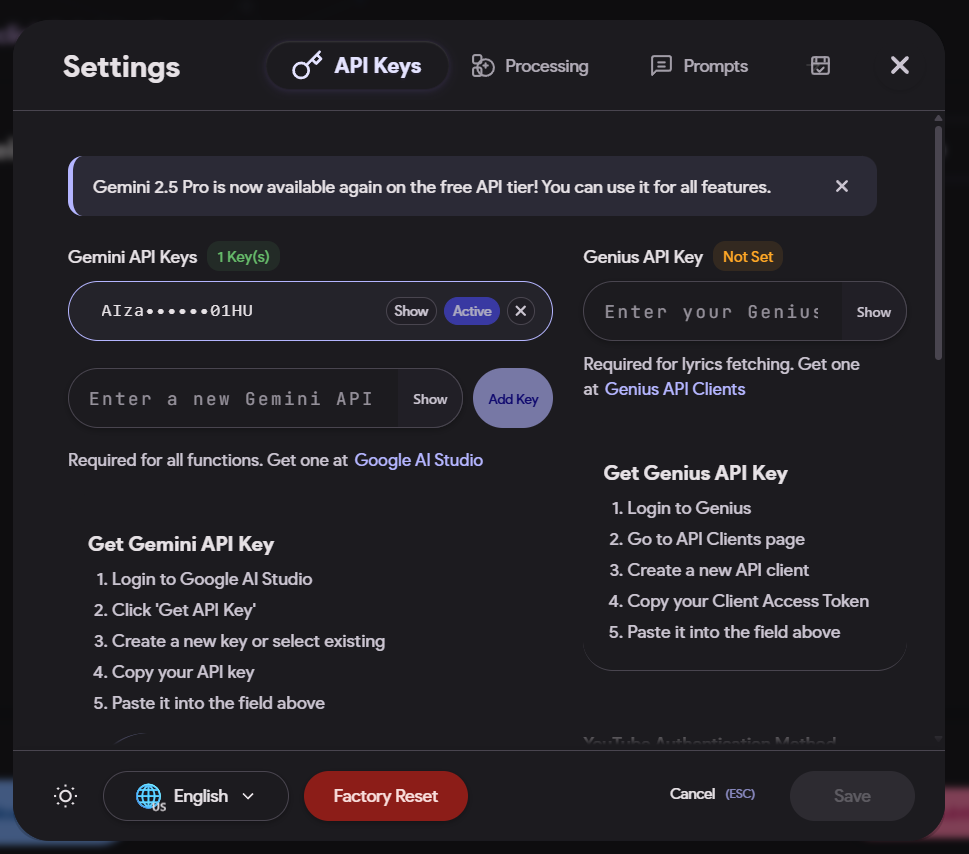 Settings
API Keys
Processing
Prompts
Gemini 2.5 Pro is now available again on the free API tier! You can use it for all features.
Gemini API Keys
1 Key(s)
AIza••••••01HU
Show
Active
Enter a new Gemini API
Show
Add Key
Required for all functions. Get one at Google AI Studio
Get Gemini API Key
1. Login to Google AI Studio
2. Click 'Get API Key'
3. Create a new key or select existing
4. Copy your API key
5. Paste it into the field above
Genius API Key
Not Set
Enter your Genius
Show
Required for lyrics fetching. Get one
at Genius API Clients
Get Genius API Key
1. Login to Genius
2. Go to API Clients page
3. Create a new API client
4. Copy your Client Access Token
5. Paste it into the field above
YouTube Authentication Method
US
English
Factory Reset
Cancel (ESC)
Save